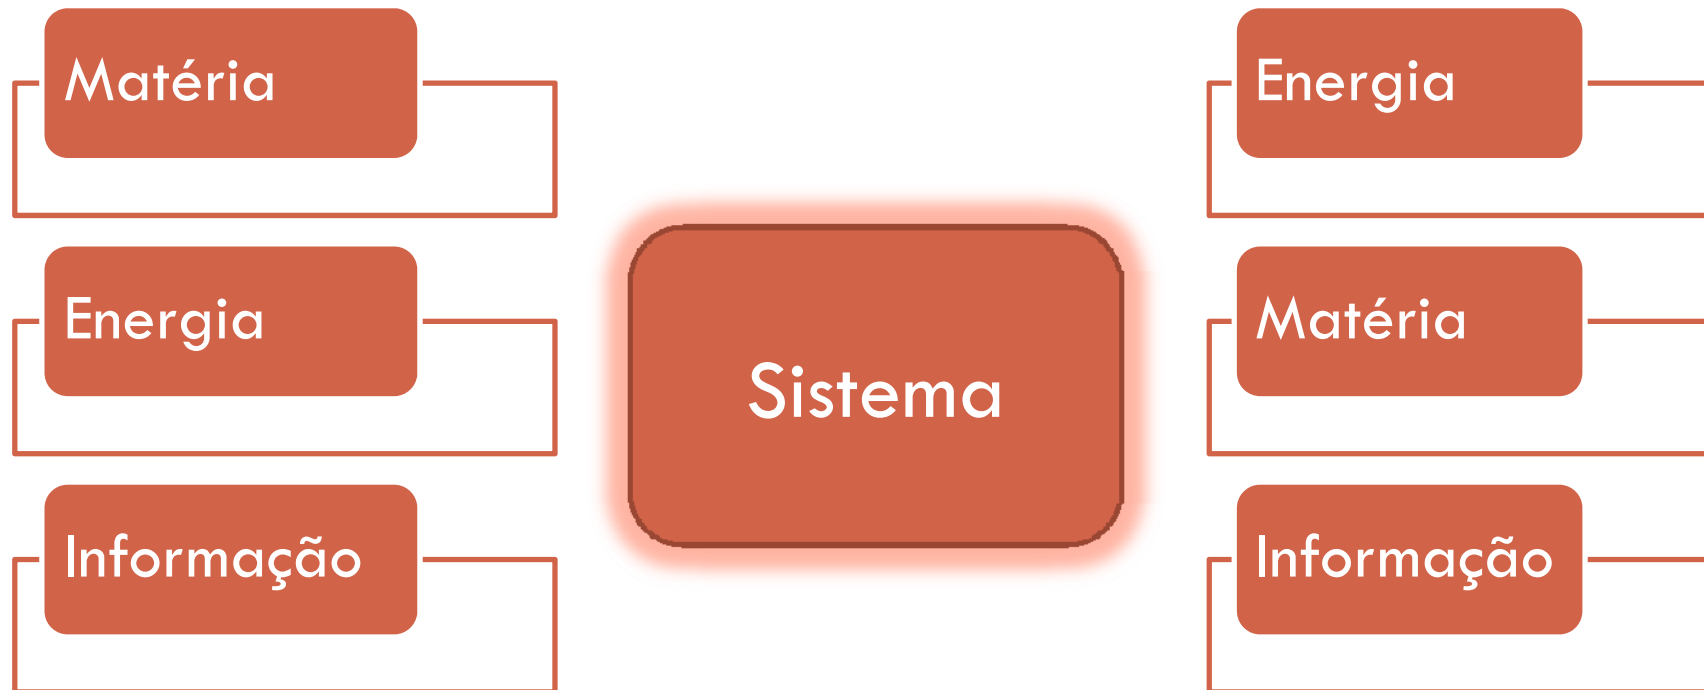 Matéria
Energia
Informação
Sistema
Energia
Matéria
Informação